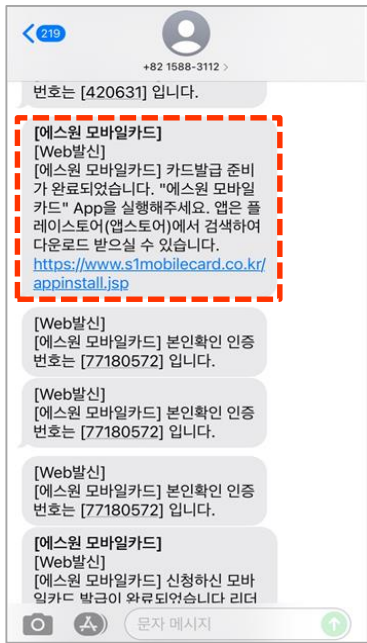 219
+82 1588-3112 >
번호는 [420631] 입니다.
[에스원 모바일카드]
[Web발신]
[에스원 모바일카드] 카드발급 준비
가 완료되었습니다. "에스원 모바일
카드" App을 실행해주세요. 앱은 플
레이스토어(앱스토어)에서 검색하여
다운로드 받으실 수 있습니다.
https://www.s1mobilecard.co.kr/
appinstall.jsp
[Web발신]
[에스원 모바일카드] 본인확인 인증
번호는 [77180572] 입니다.
[Web발신]
[에스원 모바일카드] 본인확인 인증
번호는 [77180572] 입니다.
[Web발신]
[에스원 모바일카드] 본인확인 인증
번호는 [77180572] 입니다.
[에스원 모바일카드]
[Web발신]
[에스원 모바일카드] 신청하신 모바
일카드 발급이 완료되었습니다 리더
문자 메시지